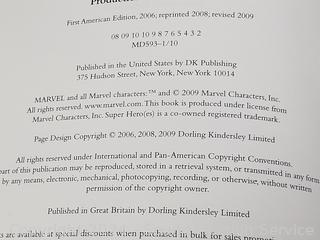 First American Edition, 2006; reprinted 2008; revised 2009
08 09 10 10 9 8 7 6 5 4 3 2
MD593–1/10
Published in the United States by DK Publishing
375 Hudson Street, New York, New York 10014
MARVEL and all Marvel characters:™ and © 2009 Marvel Characters, Inc.
All rights reserved. www.marvel.com. This book is produced under license from
Marvel Characters, Inc. Super Hero(es) is a co-owned registered trademark.
Page Design Copyright © 2006, 2008, 2009 Dorling Kindersley Limited
All rights reserved under International and Pan-American Copyright Conventions.
part of this publication may be reproduced, stored in a retrieval system, or transmitted in any form
by any means, electronic, mechanical, photocopying, recording, or otherwise, without written
permission of the copyright owner.
Published in Great Britain by Dorling Kindersley Limited
are available at special discounts when purchased in bulk for sales
Service